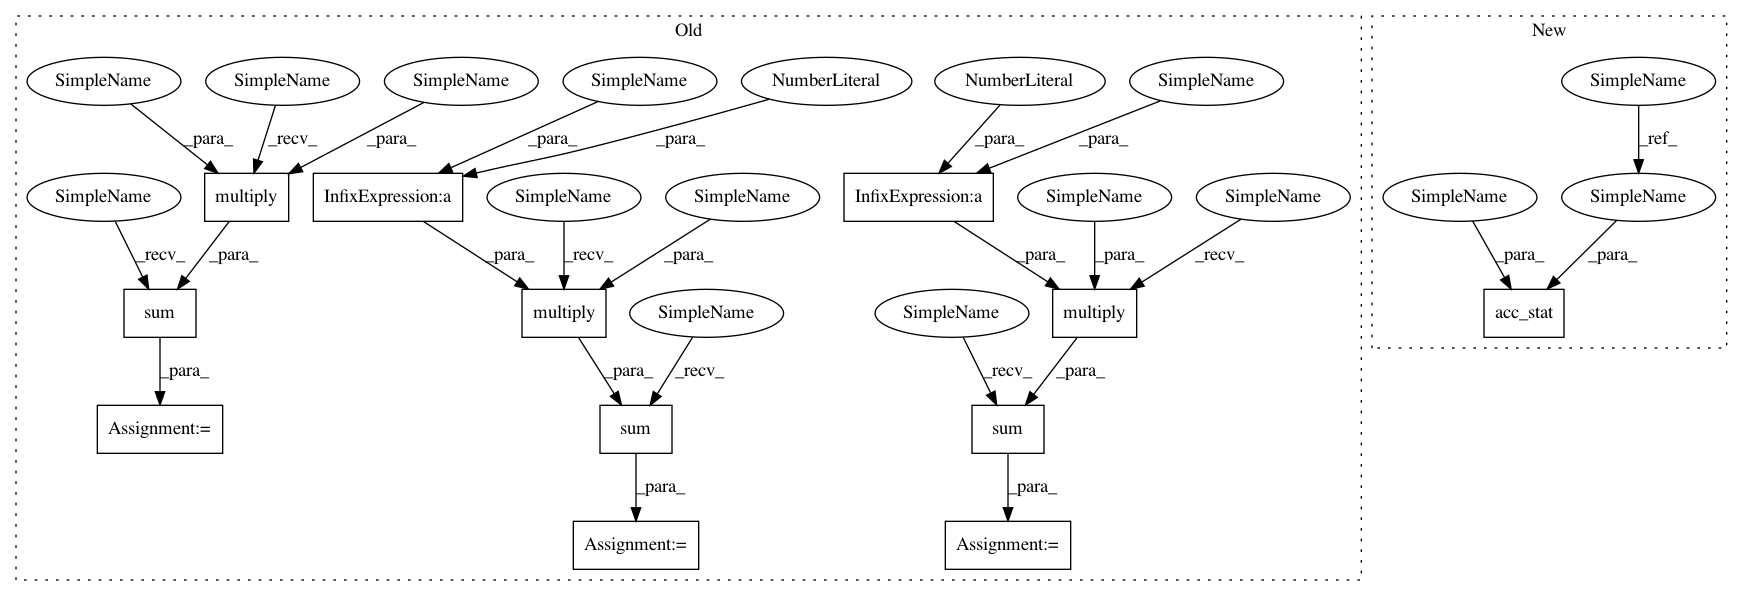 Old
New
SimpleName
SimpleName
SimpleName
SimpleName
NumberLiteral
NumberLiteral
SimpleName
SimpleName
_para_
_recv_
_para_
_para_
_para_
_para_
_para_
_ref_
SimpleName
multiply
InfixExpression:a
SimpleName
SimpleName
InfixExpression:a
SimpleName
SimpleName
SimpleName
SimpleName
_recv_
_para_
_para_
_recv_
_para_
_para_
_para_
_recv_
_para_
_para_
sum
multiply
SimpleName
SimpleName
multiply
acc_stat
_para_
_para_
_recv_
_recv_
_para_
Assignment:=
sum
sum
_para_
_para_
Assignment:=
Assignment:=